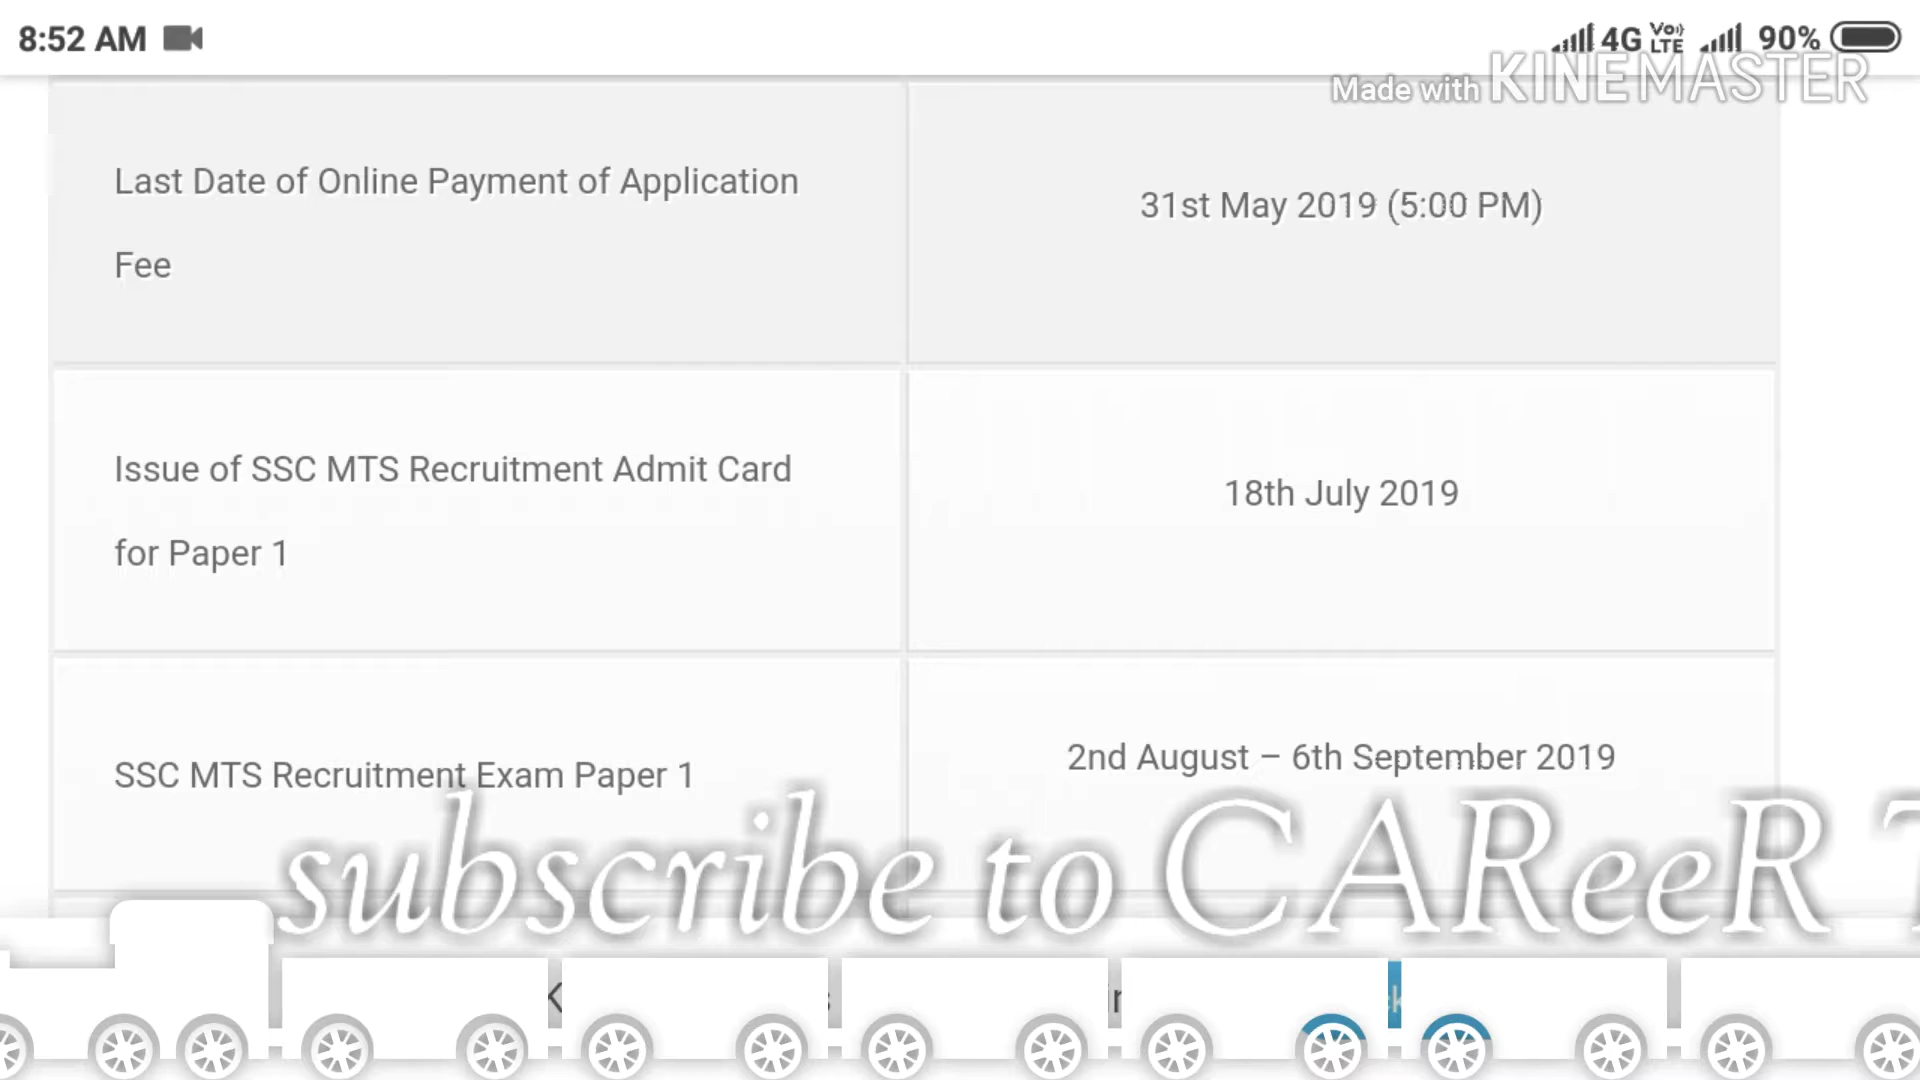 8:52 AM
4G VoLTE 90%
Made with KINEMASTER
Last Date of Online Payment of Application
Fee
31st May 2019 (5:00 PM)
Issue of SSC MTS Recruitment Admit Card
for Paper 1
18th July 2019
SSC MTS Recruitment Exam Paper 1
2nd August – 6th September 2019
subscribe to CAReeR